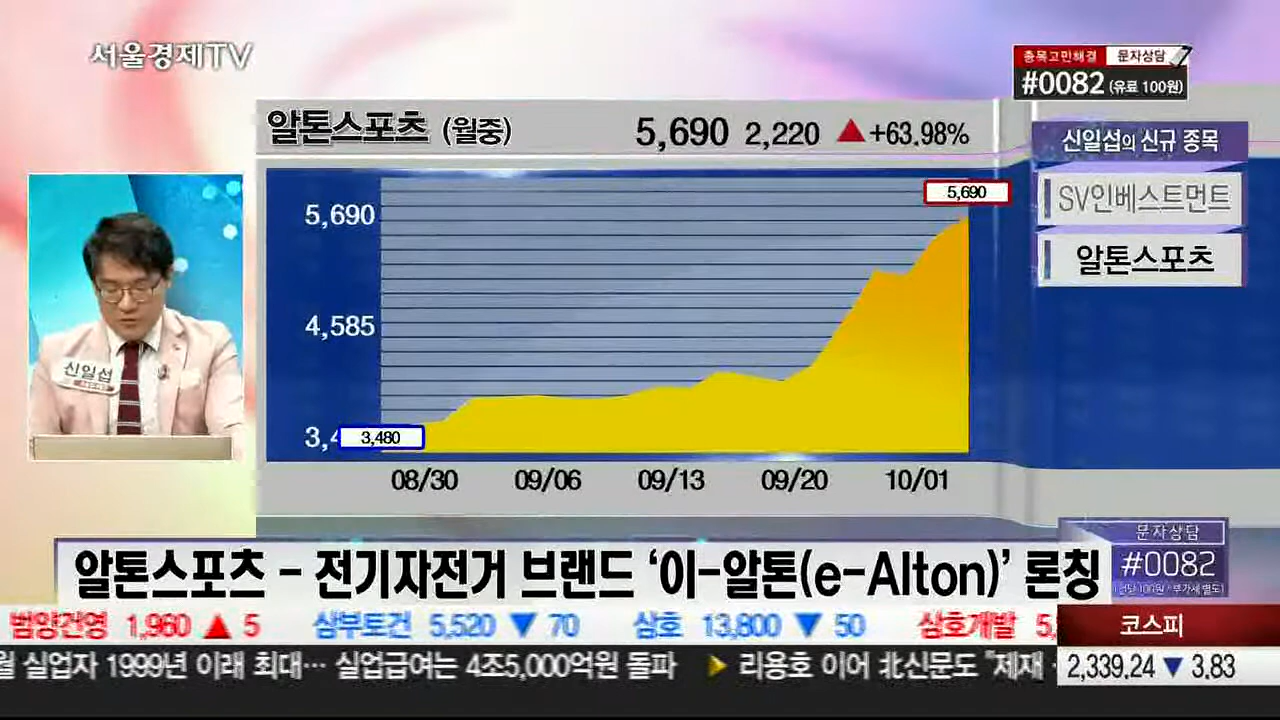 서울경제TV
종목고민해결 문자상담
#0082 (유료 100원)
알톤스포츠 (월중) 5,690 2,220 ▲+63.98%
신일섭의 신규 종목
SV인베스트먼트
알톤스포츠
5,690
5,690
4,585
3,4
3,480
08/30 09/06 09/13 09/20 10/01
신일섭
알톤스포츠 - 전기자전거 브랜드 ‘이-알톤(e-Alton)’ 론칭
문자상담
#0082
범양건영 1,960 ▲ 5 삼부토건 5,520 ▼ 70 삼호 13,800 ▼ 50 삼호개발 5,
코스피
월 실업자 1999년 이래 최대… 실업급여는 4조5,000억원 돌파 ▶ 리용호 이어 北신문도 "제재
2,339.24 ▼ 3.83